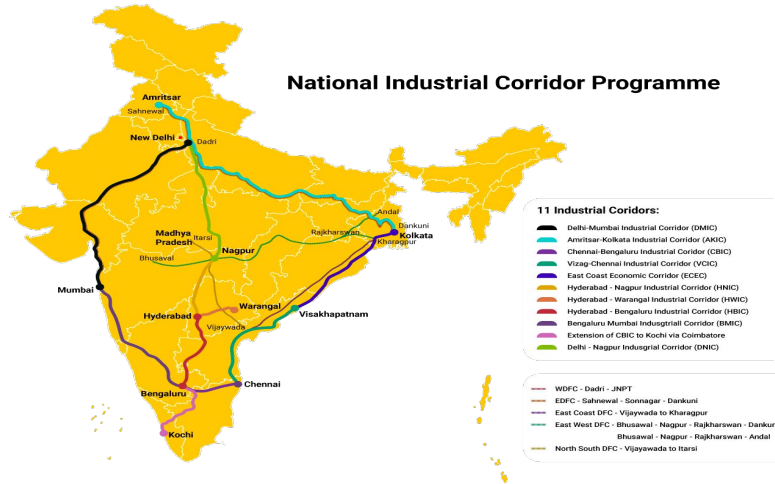 National Industrial Corridor Programme
Amritsar
Sahnewal
New Delhi
Dadri
Andal
Dankuni
Kolkata
Kharagpur
Rajkharswan
Madhya
Pradesh
Itarsi
Nagpur
Bhusaval
Mumbai
Warangal
Hyderabad
Visakhapatnam
Vijaywada
Chennai
Bengaluru
Kochi
11 Industrial Coridors:
Delhi-Mumbai Industrial Corridor (DMIC)
Amritsar-Kolkata Industrial Corridor (AKIC)
Chennai-Bengaluru Industrial Coridor (CBIC)
Vizag-Chennai Industrial Corridor (VCIC)
East Coast Economic Corridor (ECEC)
Hyderabad - Nagpur Industrial Corridor (HNIC)
Hyderabad - Warangal Industrial Corridor (HWIC)
Hyderabad - Bengaluru Industrial Corridor (HBIC)
Bengaluru Mumbai Indusgtriall Corridor (BMIC)
Extension of CBIC to Kochi via Coimbatore
Delhi - Nagpur Indusgrial Corridor (DNIC)
WDFC - Dadri - JNPT
EDFC - Sahnewal - Sonnagar - Dankuni
East Coast DFC - Vijaywada to Kharagpur
East West DFC - Bhusawal - Nagpur - Rajkharswan - Dankun
Bhusawal - Nagpur - Rajkharswan - Andal
North South DFC - Vijayawada to Itarsi